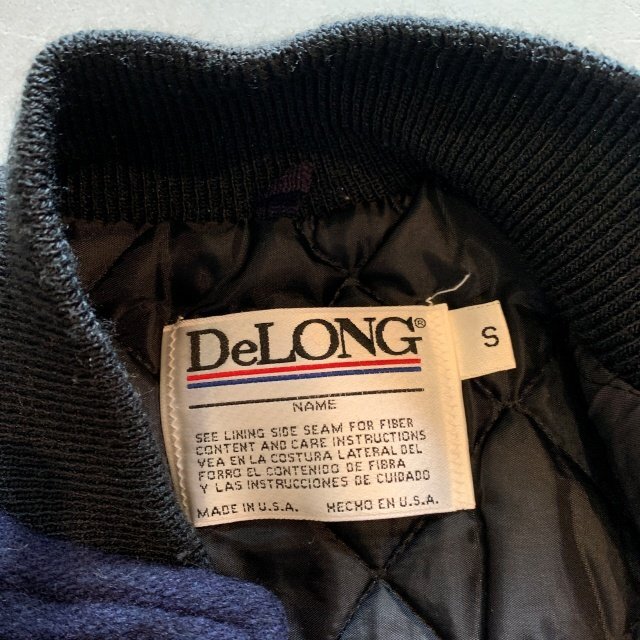 DeLONG®
S
NAME
SEE LINING SIDE SEAM FOR FIBER
CONTENT AND CARE INSTRUCTIONS
VEA EN LA COSTURA LATERAL DEL
FORRO EL CONTENIDO DE FIBRA
Y LAS INSTRUCCIONES DE CUIDADO
MADE IN U.S.A. HECHO EN U.S.A.